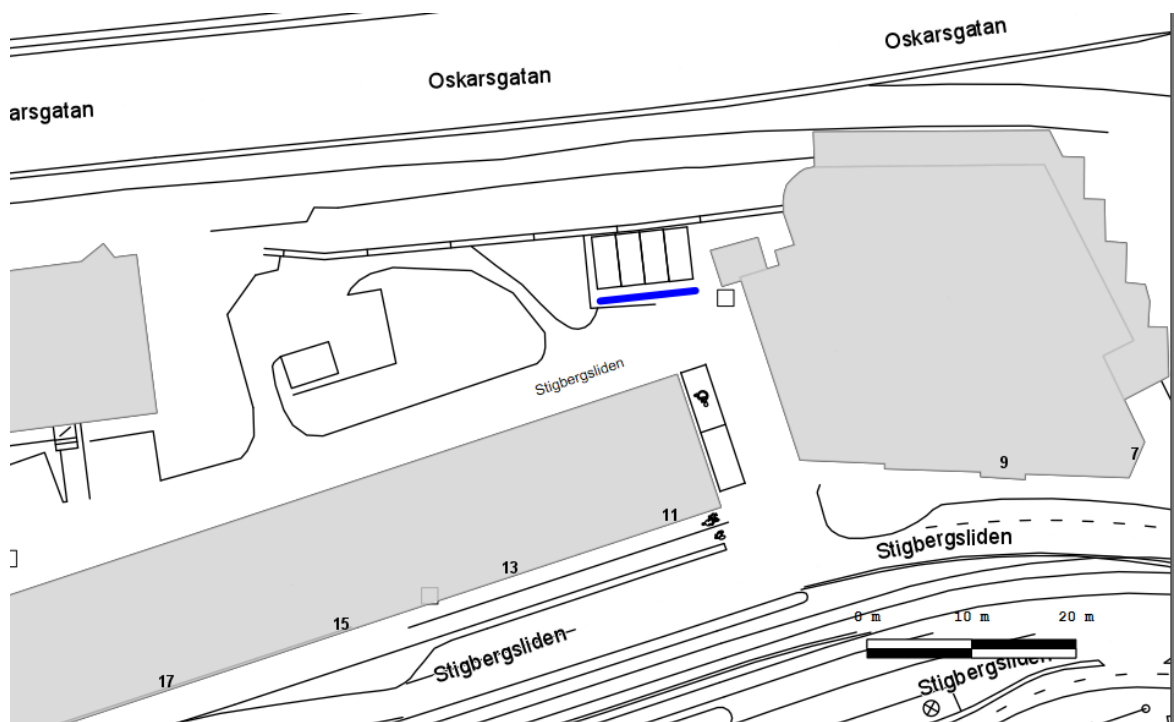 Oskarsgatan
Oskarsgatan
arsgatan
Stigbergsliden
7
9
11
Stigbergsliden
13
0 m 10 m 20 m
15
Stigbergsliden
Stigbergsliden
17